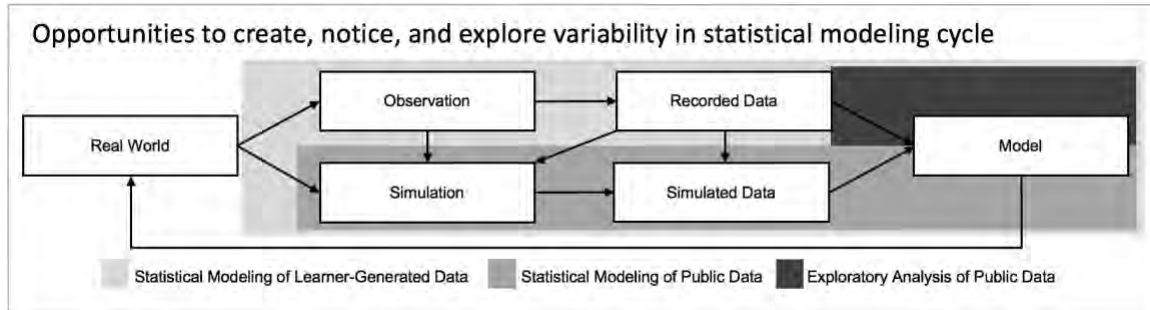 Opportunities to create, notice, and explore variability in statistical modeling cycle
Observation
Recorded Data
Real World
Model
Simulation
Simulated Data
Statistical Modeling of Learner-Generated Data
Statistical Modeling of Public Data
Exploratory Analysis of Public Data